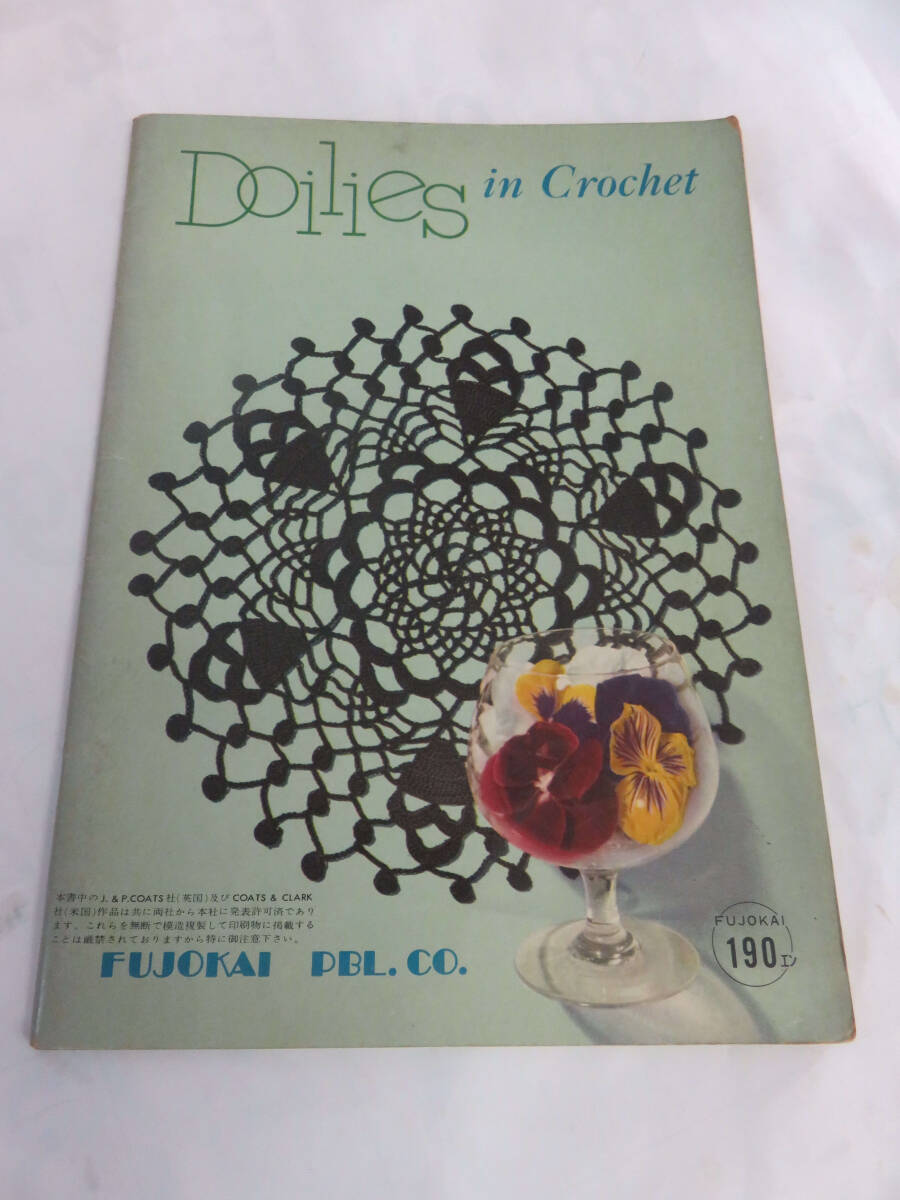 Doilies in Crochet
本書中のJ. & P.COATS社(英国)及びCOATS & CLARK
社(米国)作品は共に両社から本社に発表許可済であり
ます。これらを無断で模造複製して印刷物に掲載する
ことは厳禁されておりますから特に御注意下さい。
FUJOKAI PBL. CO.
FUJOKAI
190エン